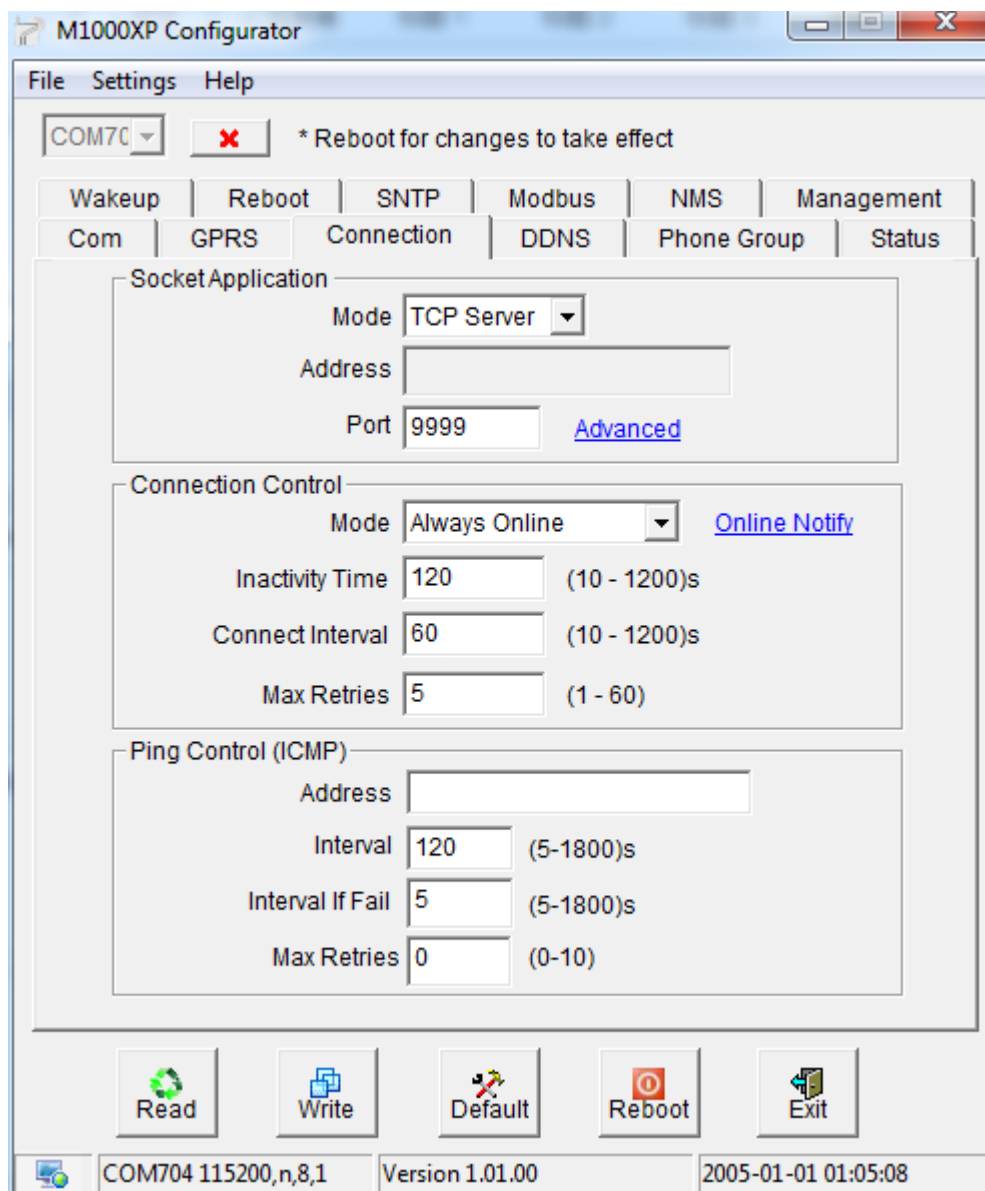 M1000XP Configurator
File Settings Help
COM70 * Reboot for changes to take effect
Wakeup Reboot SNTP Modbus NMS Management
Com GPRS Connection DDNS Phone Group Status
Socket Application
Mode TCP Server
Address
Port 9999 Advanced
Connection Control
Mode Always Online Online Notify
Inactivity Time 120 (10 - 1200)s
Connect Interval 60 (10 - 1200)s
Max Retries 5 (1 - 60)
Ping Control (ICMP)
Address
Interval 120 (5-1800)s
Interval If Fail 5 (5-1800)s
Max Retries 0 (0-10)
Read Write Default Reboot Exit
COM704 115200,n,8,1 Version 1.01.00 2005-01-01 01:05:08